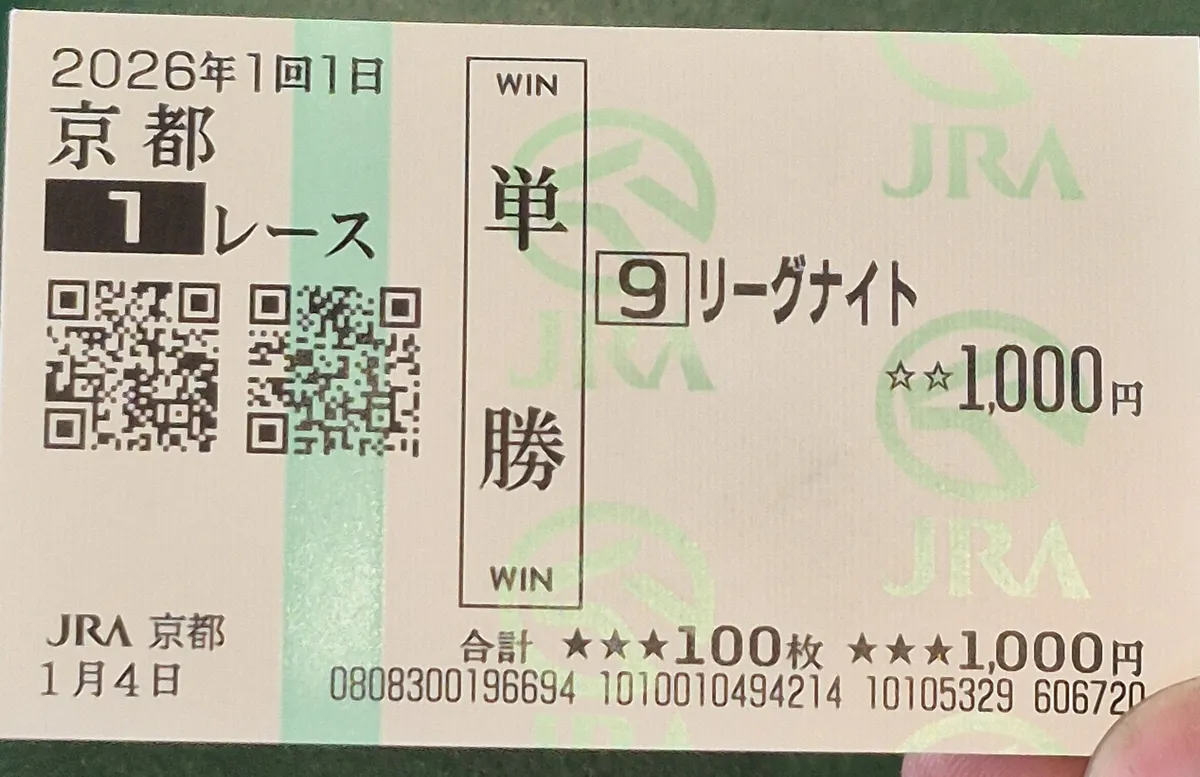 2026年1回1日
京都
1レース
WIN
単勝
WIN
9 リーグナイト
☆☆1,000円
JRA 京都
1月4日
合計 ★★★100枚 ★★★1,000円
0808300196694 1010010494214 10105329 606720
JRA
JRA
JRA
JRA